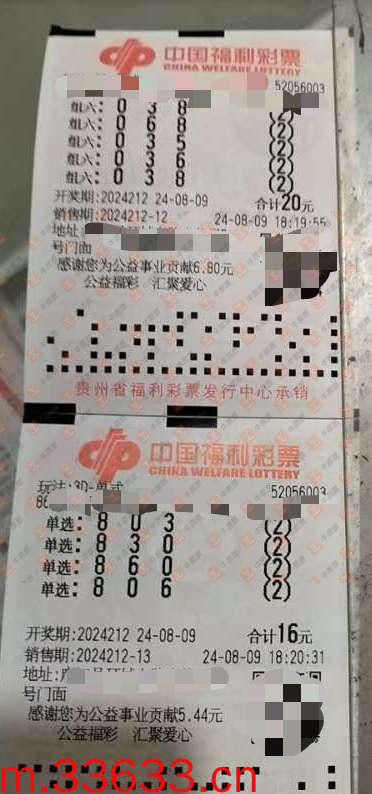 中国福利彩票
CHINA WELFARE LOTTERY
52056003
组六: 0 3 8 (2)
组六: 0 6 8 (2)
组六: 0 3 5 (2)
组六: 0 3 6 (2)
组六: 0 3 8 (2)
开奖期:2024212 24-08-09 合计20元
销售期:2024212-12 24-08-09 18:19:55
地址:
号门面
感谢您为公益事业贡献6.80元
公益福彩 汇聚爱心
贵州省福利彩票发行中心承销
中国福利彩票
CHINA WELFARE LOTTERY
玩法:3D-单式 52056003
单选: 8 0 3 (2)
单选: 8 3 0 (2)
单选: 8 6 0 (2)
单选: 8 0 6 (2)
开奖期:2024212 24-08-09 合计16元
销售期:2024212-13 24-08-09 18:20:31
地址:
号门面
感谢您为公益事业贡献5.44元
公益福彩 汇聚爱心
m.33633.cn